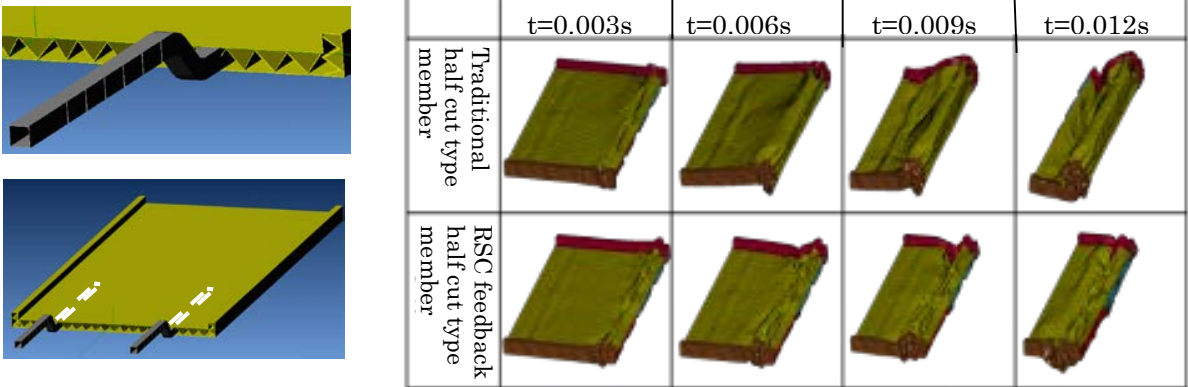 t=0.003s
t=0.006s
t=0.009s
t=0.012s
Traditional
half cut type
member
RSC feedback
half cut type
member